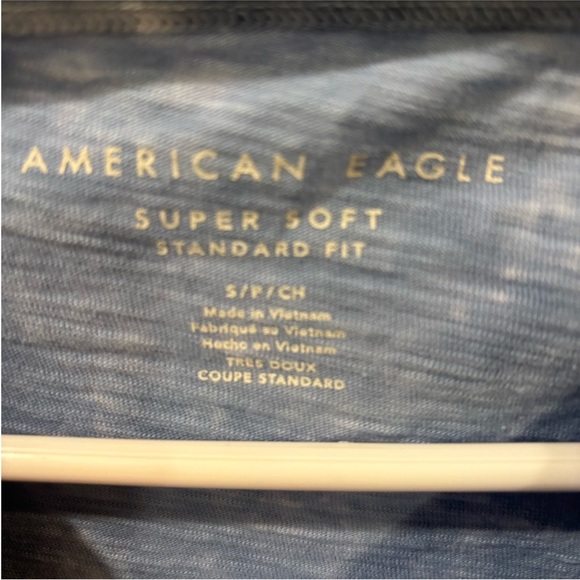 AMERICAN EAGLE
SUPER SOFT
STANDARD FIT
S/P/CH
Made in Vietnam
Fabriqué au Vietnam
Hecho en Vietnam
TRÈS DOUX
COUPE STANDARD